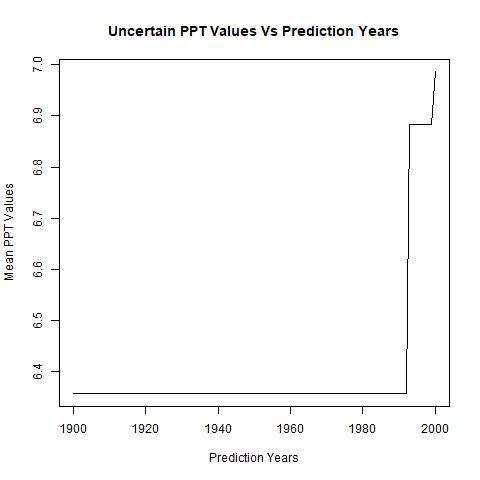 Uncertain PPT Values Vs Prediction Years
7.0
6.9
6.8
6.7
6.6
6.5
6.4
Mean PPT Values
1900 1920 1940 1960 1980 2000
Prediction Years